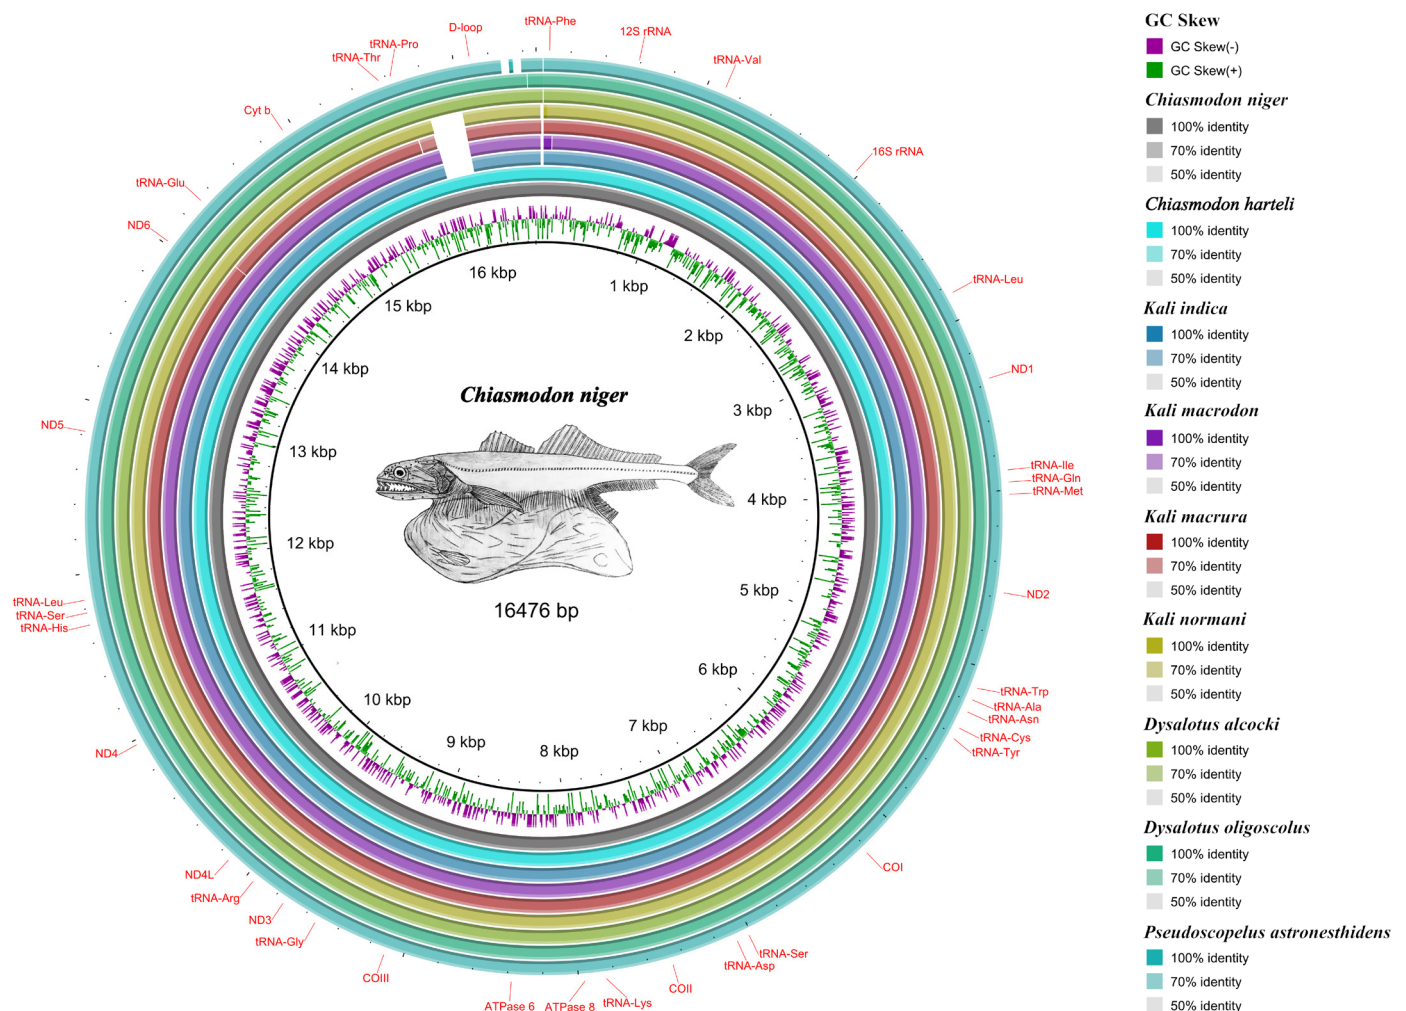 tRNA-Phe
12S rRNA
tRNA-Val
16S rRNA
tRNA-Leu
ND1
tRNA-Ile
tRNA-Gln
tRNA-Met
ND2
tRNA-Trp
tRNA-Ala
tRNA-Asn
tRNA-Cys
tRNA-Tyr
COI
tRNA-Ser
tRNA-Asp
COII
tRNA-Lys
ATPase 8
ATPase 6
COIII
tRNA-Gly
ND3
tRNA-Arg
ND4L
ND4
tRNA-His
tRNA-Ser
tRNA-Leu
ND5
ND6
tRNA-Glu
Cyt b
tRNA-Thr
tRNA-Pro
D-loop
1 kbp
2 kbp
3 kbp
4 kbp
5 kbp
6 kbp
7 kbp
8 kbp
9 kbp
10 kbp
11 kbp
12 kbp
13 kbp
14 kbp
15 kbp
16 kbp
Chiasmodon niger
16476 bp
GC Skew
GC Skew(-)
GC Skew(+)
Chiasmodon niger
100% identity
70% identity
50% identity
Chiasmodon harteli
100% identity
70% identity
50% identity
Kali indica
100% identity
70% identity
50% identity
Kali macrodon
100% identity
70% identity
50% identity
Kali macrura
100% identity
70% identity
50% identity
Kali normani
100% identity
70% identity
50% identity
Dysalotus alcocki
100% identity
70% identity
50% identity
Dysalotus oligoscolus
100% identity
70% identity
50% identity
Pseudoscopelus astronesthidens
100% identity
70% identity
50% identity